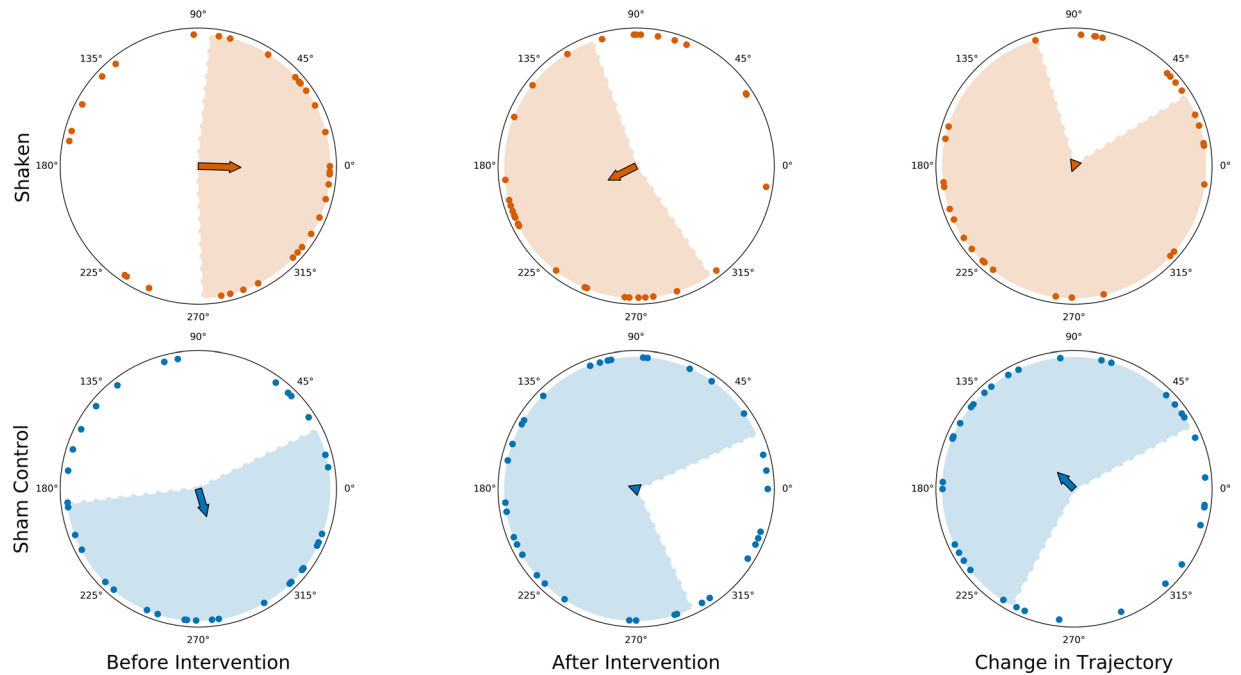 90° 90° 90°
135° 45° 135° 45° 135° 45°
Shaken
180° 0° 180° 0° 180° 0°
225° 315° 225° 315° 225° 315°
270° 270° 270°
90° 90° 90°
135° 45° 135° 45° 135° 45°
Sham Control
180° 0° 180° 0° 180° 0°
225° 315° 225° 315° 225° 315°
270° 270° 270°
Before Intervention After Intervention Change in Trajectory